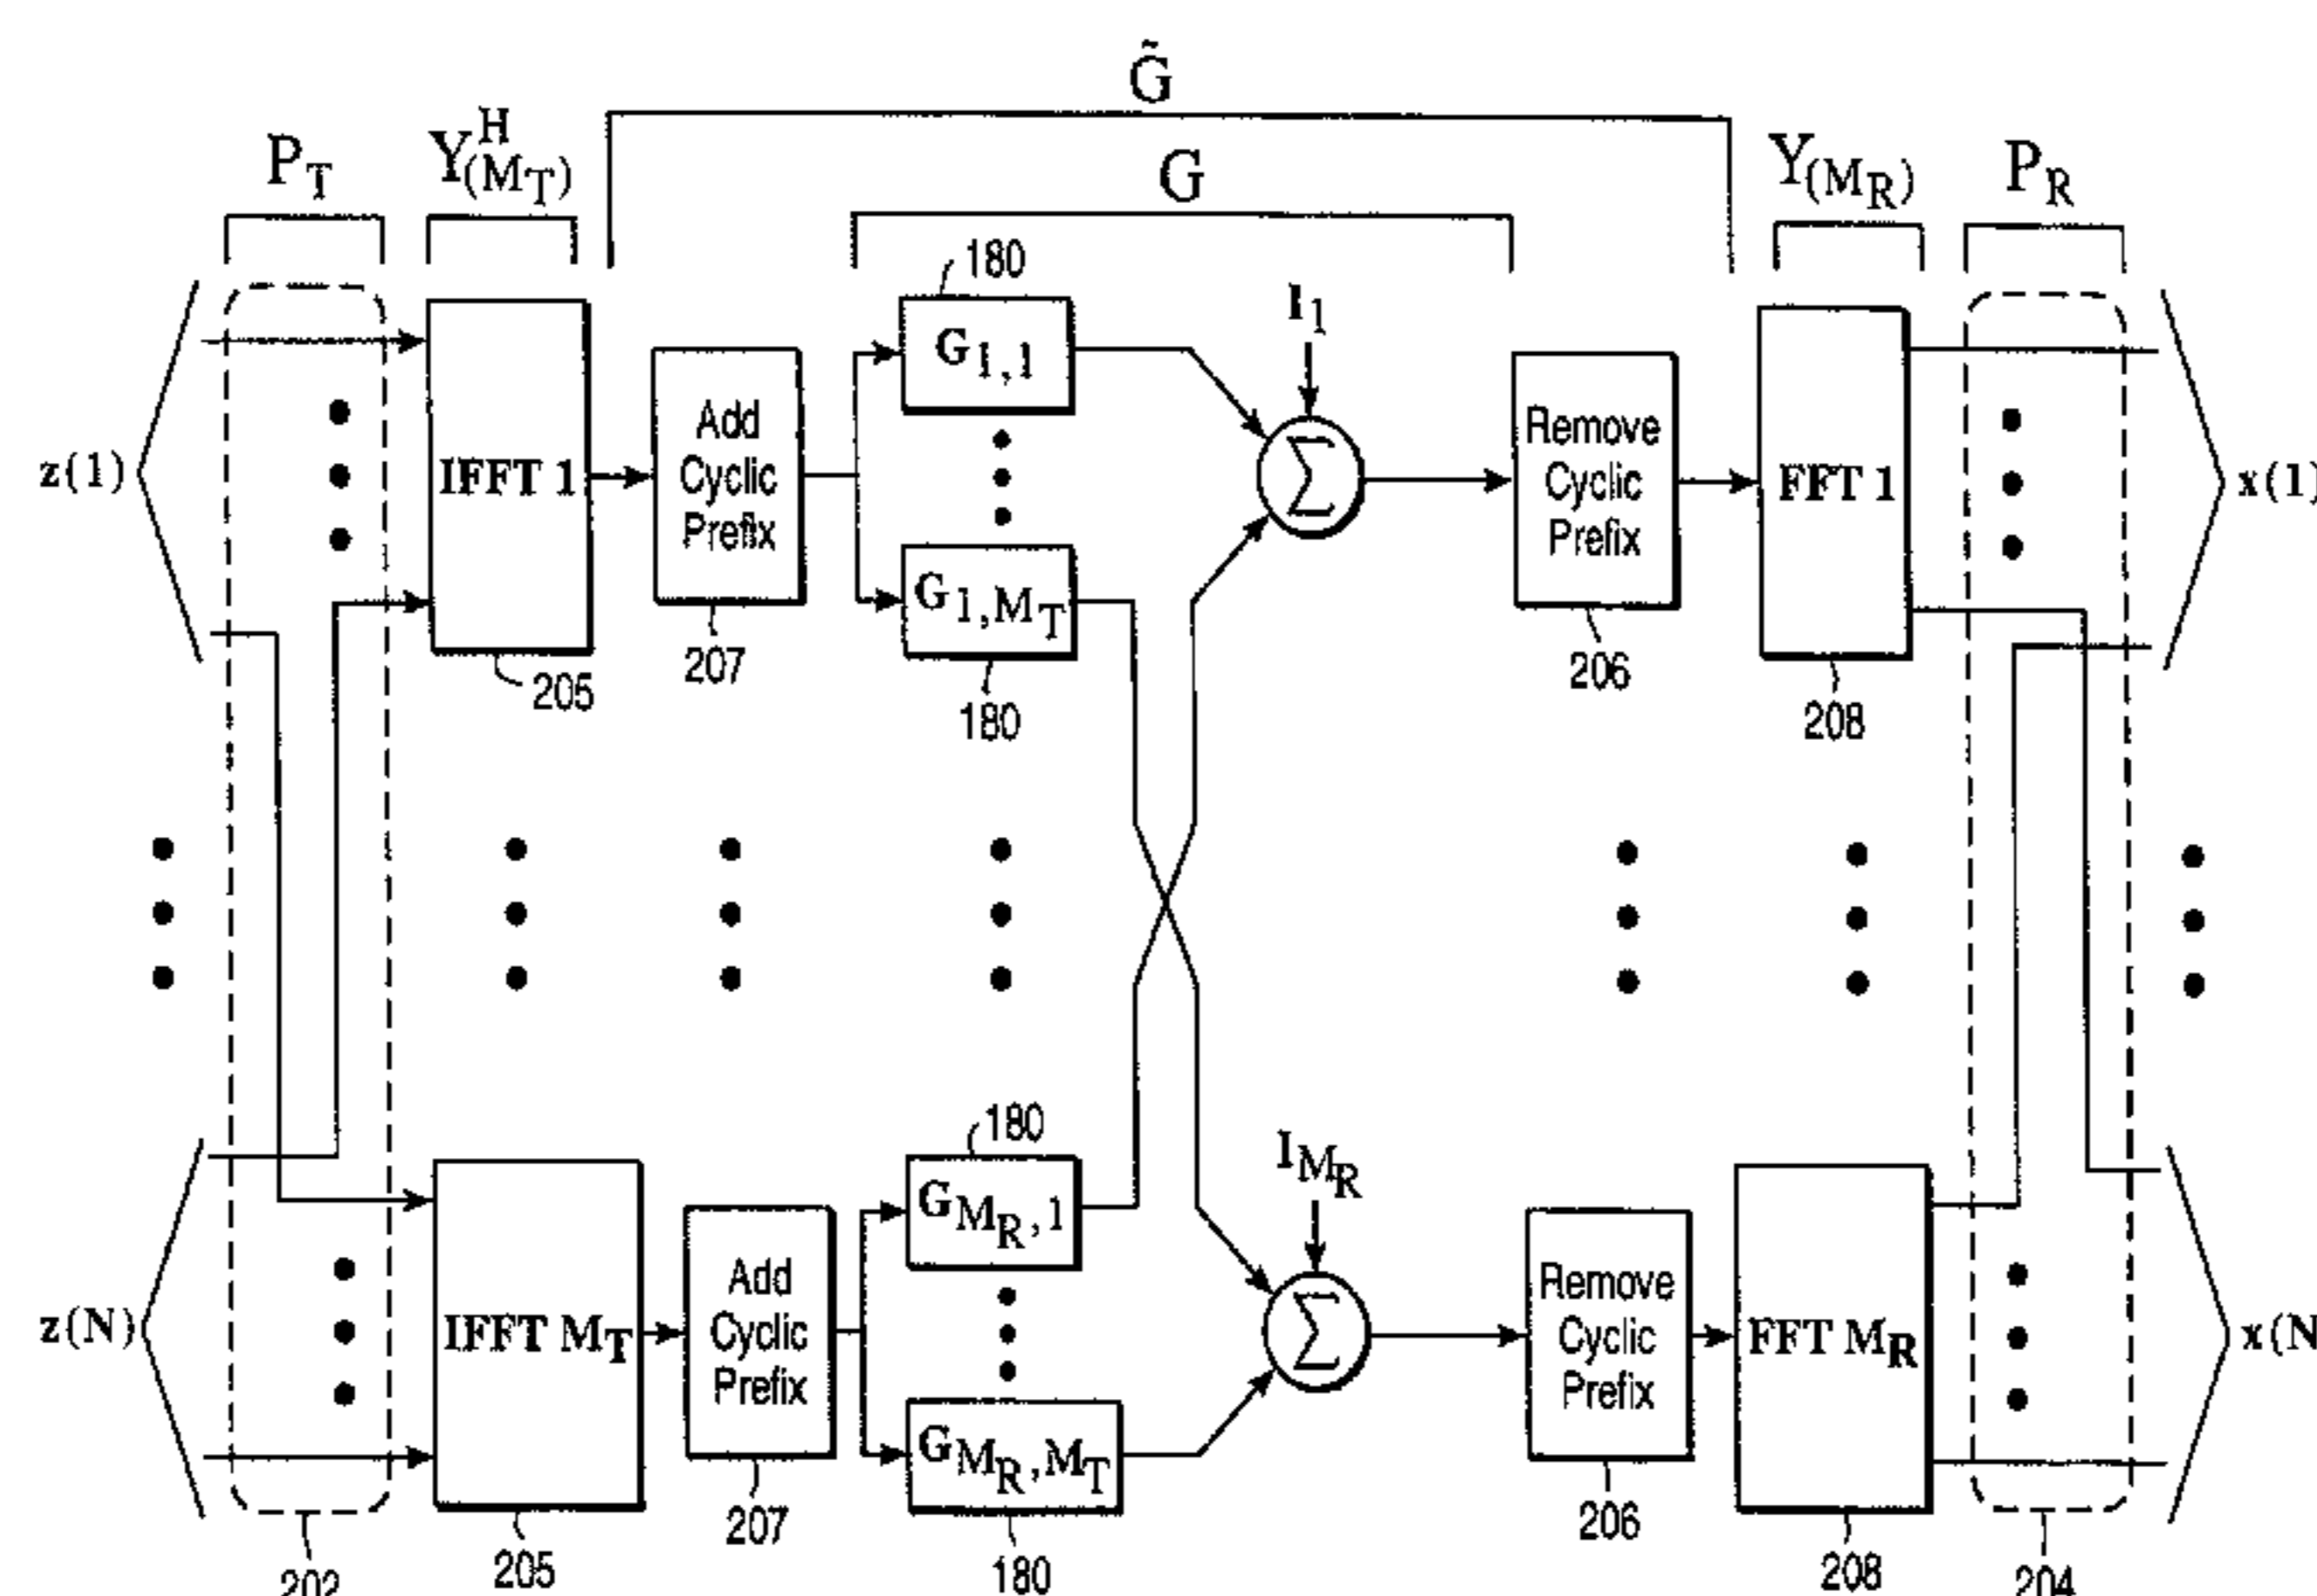 G̃
P_T
Y^H_(M_T)
G
Y_(M_R)
P_R
180
I_1
G_1,1
z(1)
IFFT 1
Add
Cyclic
Prefix
Σ
Remove
Cyclic
Prefix
FFT 1
x(1)
G_1,M_T
205
207
180
206
208
180
I_M_R
G_M_R,1
z(N)
IFFT M_T
Add
Cyclic
Prefix
Σ
Remove
Cyclic
Prefix
FFT M_R
x(N
G_M_R,M_T
202
205
207
180
206
208
204